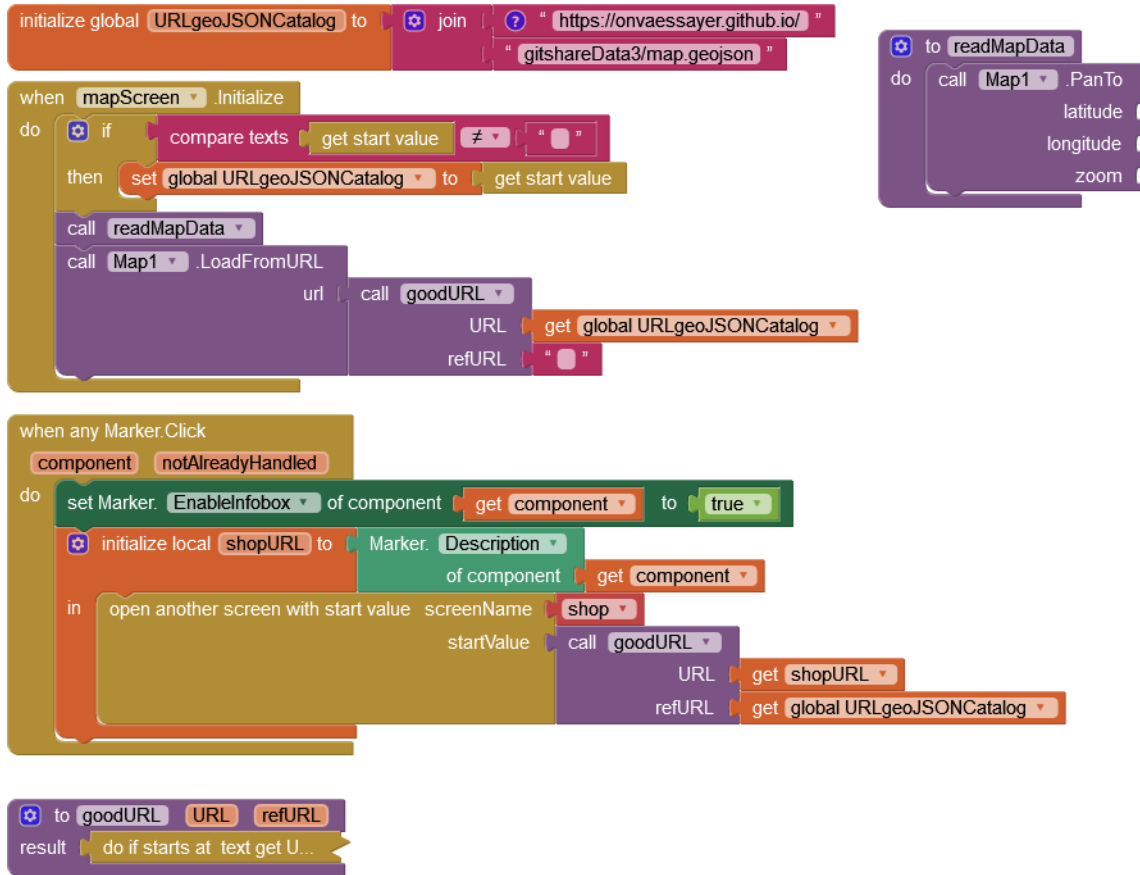 initialize global URLgeoJSONCatalog to join ? " https://onvaessayer.github.io/ "
" gitshareData3/map.geojson "
when mapScreen .Initialize
do if compare texts get start value ≠ " "
then set global URLgeoJSONCatalog to get start value
call readMapData
call Map1 .LoadFromURL
url call goodURL
URL get global URLgeoJSONCatalog
refURL " "
to readMapData
do call Map1 .PanTo
latitude
longitude
zoom
when any Marker.Click
component notAlreadyHandled
do set Marker. EnableInfobox of component get component to true
initialize local shopURL to Marker. Description
of component get component
in open another screen with start value screenName shop
startValue call goodURL
URL get shopURL
refURL get global URLgeoJSONCatalog
to goodURL URL refURL
result do if starts at text get U...